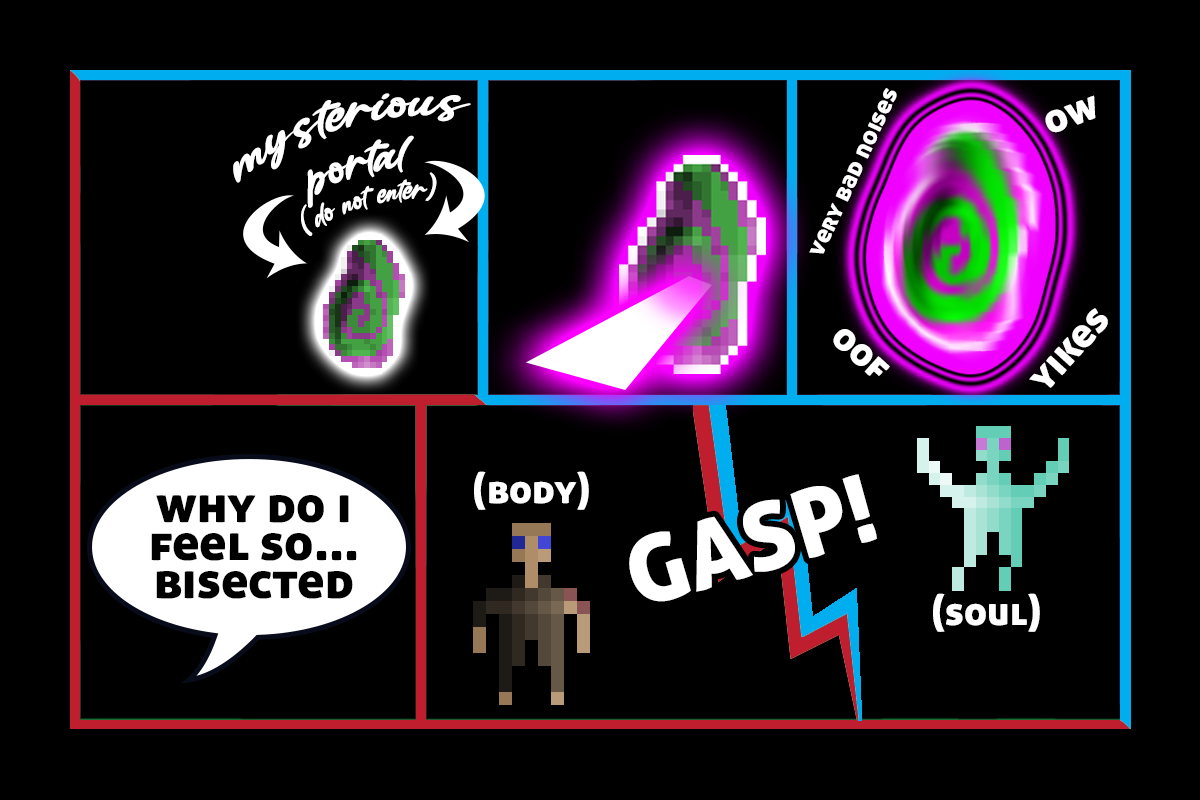 mysterious
portal
(do not enter)
VERY BAD NOISES
OW
OOF
YIKES
WHY DO I
FEEL SO...
BISECTED
(BODY)
GASP!
(SOUL)